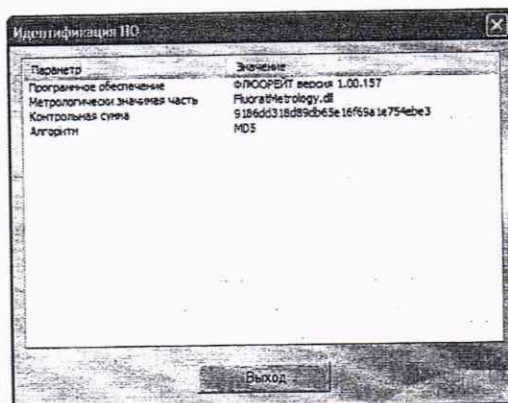 Идентификация ПО
Параметр Значение
Программное обеспечение ФЛЮОРЕЙТ версия 1.00.157
Метрологически значимая часть FluoratMetrology.dll
Контрольная сумма 9186dd318d89db65e16f69a1e754ebe3
Алгоритм MD5
Выход